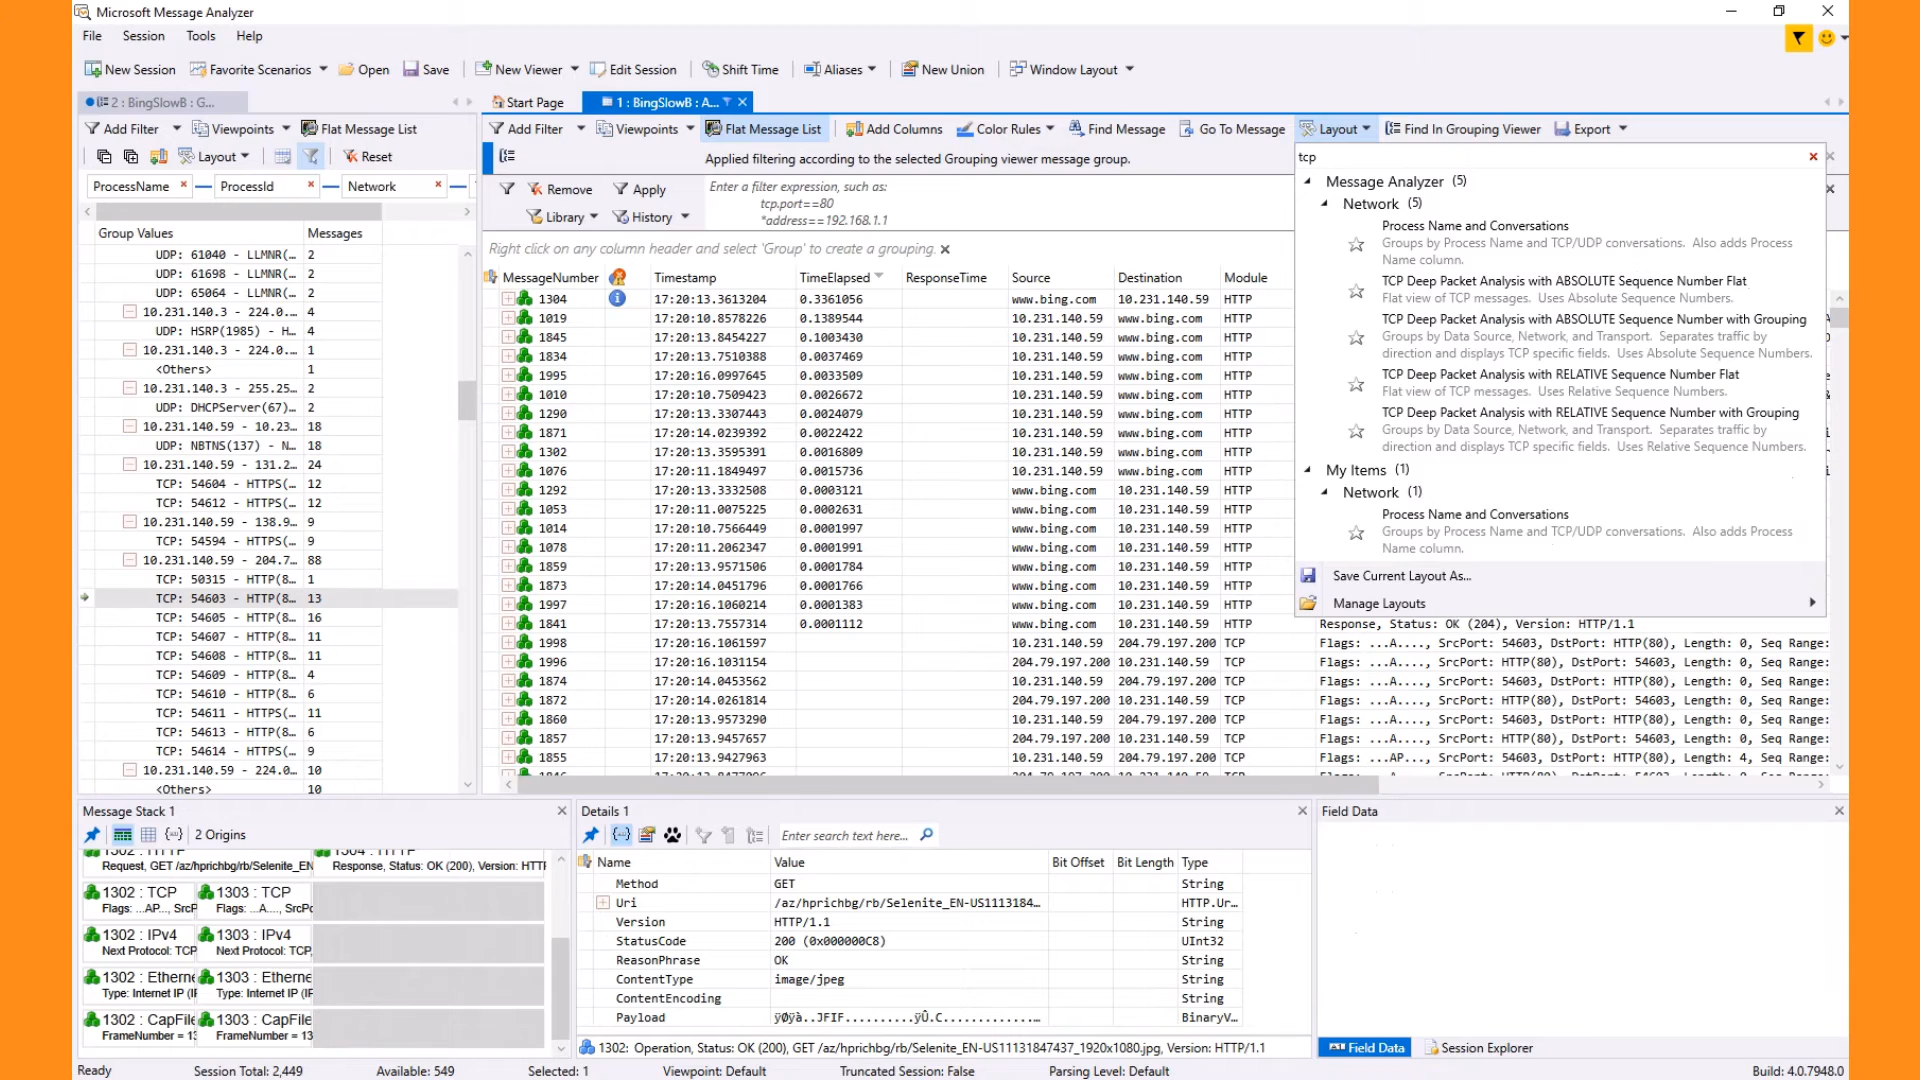 Microsoft Message Analyzer
File Session Tools Help
New Session Favorite Scenarios Open Save New Viewer Edit Session Shift Time Aliases New Union Window Layout
2 : BingSlowB : G...
Start Page 1 : BingSlowB : A...
Add Filter Viewpoints Flat Message List
Layout Reset
ProcessName ProcessId Network
Group Values Messages
UDP: 61040 - LLMNR(… 2
UDP: 61698 - LLMNR(… 2
UDP: 65064 - LLMNR(… 2
10.231.140.3 - 224.0.… 4
UDP: HSRP(1985) - H… 4
10.231.140.3 - 224.0.… 1
<Others> 1
10.231.140.3 - 255.25… 2
UDP: DHCPServer(67)… 2
10.231.140.59 - 10.23… 18
UDP: NBTNS(137) - N… 18
10.231.140.59 - 131.2… 24
TCP: 54604 - HTTPS(… 12
TCP: 54612 - HTTPS(… 12
10.231.140.59 - 138.9… 9
TCP: 54594 - HTTPS(… 9
10.231.140.59 - 204.7… 88
TCP: 50315 - HTTP(8… 1
TCP: 54603 - HTTP(8… 13
TCP: 54605 - HTTP(8… 16
TCP: 54607 - HTTP(8… 11
TCP: 54608 - HTTP(8… 11
TCP: 54609 - HTTP(8… 4
TCP: 54610 - HTTP(8… 6
TCP: 54611 - HTTPS(… 11
TCP: 54613 - HTTP(8… 6
TCP: 54614 - HTTPS(… 9
10.231.140.59 - 224.0… 10
<Others> 10
Add Filter Viewpoints Flat Message List Add Columns Color Rules Find Message Go To Message Layout Find In Grouping Viewer Export
Applied filtering according to the selected Grouping viewer message group.
Remove Apply
Library History
Enter a filter expression, such as:
tcp.port==80
*address==192.168.1.1
Right click on any column header and select 'Group' to create a grouping.
MessageNumber Timestamp TimeElapsed ResponseTime Source Destination Module
1304 17:20:13.3613204 0.3361056 www.bing.com 10.231.140.59 HTTP
1019 17:20:10.8578226 0.1389544 10.231.140.59 www.bing.com HTTP
1845 17:20:13.8454227 0.1003430 10.231.140.59 www.bing.com HTTP
1834 17:20:13.7510388 0.0037469 10.231.140.59 www.bing.com HTTP
1995 17:20:16.0997645 0.0033509 10.231.140.59 www.bing.com HTTP
1010 17:20:10.7509423 0.0026672 10.231.140.59 www.bing.com HTTP
1290 17:20:13.3307443 0.0024079 10.231.140.59 www.bing.com HTTP
1871 17:20:14.0239392 0.0022422 10.231.140.59 www.bing.com HTTP
1302 17:20:13.3595391 0.0016809 10.231.140.59 www.bing.com HTTP
1076 17:20:11.1849497 0.0015736 10.231.140.59 www.bing.com HTTP
1292 17:20:13.3332508 0.0003121 www.bing.com 10.231.140.59 HTTP
1053 17:20:11.0075225 0.0002631 www.bing.com 10.231.140.59 HTTP
1014 17:20:10.7566449 0.0001997 www.bing.com 10.231.140.59 HTTP
1078 17:20:11.2062347 0.0001991 www.bing.com 10.231.140.59 HTTP
1859 17:20:13.9571506 0.0001784 www.bing.com 10.231.140.59 HTTP
1873 17:20:14.0451796 0.0001766 www.bing.com 10.231.140.59 HTTP
1997 17:20:16.1060214 0.0001383 www.bing.com 10.231.140.59 HTTP
1841 17:20:13.7557314 0.0001112 www.bing.com 10.231.140.59 HTTP Response, Status: OK (204), Version: HTTP/1.1
1998 17:20:16.1061597 10.231.140.59 204.79.197.200 TCP Flags: ...A...., SrcPort: 54603, DstPort: HTTP(80), Length: 0, Seq Range:
1996 17:20:16.1031154 204.79.197.200 10.231.140.59 TCP Flags: ...A...., SrcPort: HTTP(80), DstPort: 54603, Length: 0, Seq Range:
1874 17:20:14.0453562 10.231.140.59 204.79.197.200 TCP Flags: ...A...., SrcPort: 54603, DstPort: HTTP(80), Length: 0, Seq Range:
1872 17:20:14.0261814 204.79.197.200 10.231.140.59 TCP Flags: ...A...., SrcPort: HTTP(80), DstPort: 54603, Length: 0, Seq Range:
1860 17:20:13.9573290 10.231.140.59 204.79.197.200 TCP Flags: ...A...., SrcPort: 54603, DstPort: HTTP(80), Length: 0, Seq Range:
1857 17:20:13.9457657 204.79.197.200 10.231.140.59 TCP Flags: ...A...., SrcPort: HTTP(80), DstPort: 54603, Length: 0, Seq Range:
1855 17:20:13.9427963 10.231.140.59 204.79.197.200 TCP Flags: ...AP..., SrcPort: 54603, DstPort: HTTP(80), Length: 4, Seq Range:
tcp
Message Analyzer (5)
Network (5)
Process Name and Conversations
Groups by Process Name and TCP/UDP conversations. Also adds Process
Name column.
TCP Deep Packet Analysis with ABSOLUTE Sequence Number Flat
Flat view of TCP messages. Uses Absolute Sequence Numbers.
TCP Deep Packet Analysis with ABSOLUTE Sequence Number with Grouping
Groups by Data Source, Network, and Transport. Separates traffic by
direction and displays TCP specific fields. Uses Absolute Sequence Numbers.
TCP Deep Packet Analysis with RELATIVE Sequence Number Flat
Flat view of TCP messages. Uses Relative Sequence Numbers.
TCP Deep Packet Analysis with RELATIVE Sequence Number with Grouping
Groups by Data Source, Network, and Transport. Separates traffic by
direction and displays TCP specific fields. Uses Relative Sequence Numbers.
My Items (1)
Network (1)
Process Name and Conversations
Groups by Process Name and TCP/UDP conversations. Also adds Process
Name column.
Save Current Layout As...
Manage Layouts
Message Stack 1
2 Origins
Request, GET /az/hprichbg/rb/Selenite_EN Response, Status: OK (200), Version: HTTP
1302 : TCP 1303 : TCP
Flags: ...AP..., SrcP Flags: ...A...., SrcPo
1302 : IPv4 1303 : IPv4
Next Protocol: TCP Next Protocol: TCP,
1302 : Etherne 1303 : Etherne
Type: Internet IP (IF Type: Internet IP (IF
1302 : CapFile 1303 : CapFile
FrameNumber = 13 FrameNumber = 13
Details 1
Enter search text here...
Name Value Bit Offset Bit Length Type
Method GET String
Uri /az/hprichbg/rb/Selenite_EN-US1113184… HTTP.Ur…
Version HTTP/1.1 String
StatusCode 200 (0x000000C8) UInt32
ReasonPhrase OK String
ContentType image/jpeg String
ContentEncoding String
Payload ÿØÿà..JFIF..........ÿÛ.C.............… BinaryV…
1302: Operation, Status: OK (200), GET /az/hprichbg/rb/Selenite_EN-US11131847437_1920x1080.jpg, Version: HTTP/1.1
Field Data
Field Data Session Explorer
Ready Session Total: 2,449 Available: 549 Selected: 1 Viewpoint: Default Truncated Session: False Parsing Level: Default Build: 4.0.7948.0